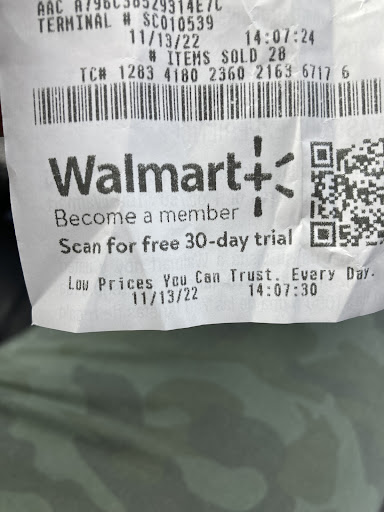 TERMINAL # SC010539
11/13/22 14:07:24
# ITEMS SOLD 28
TC# 1283 4180 2360 2163 6717 6
Walmart+
Become a member
Scan for free 30-day trial
Low Prices You Can Trust. Every Day.
11/13/22 14:07:30